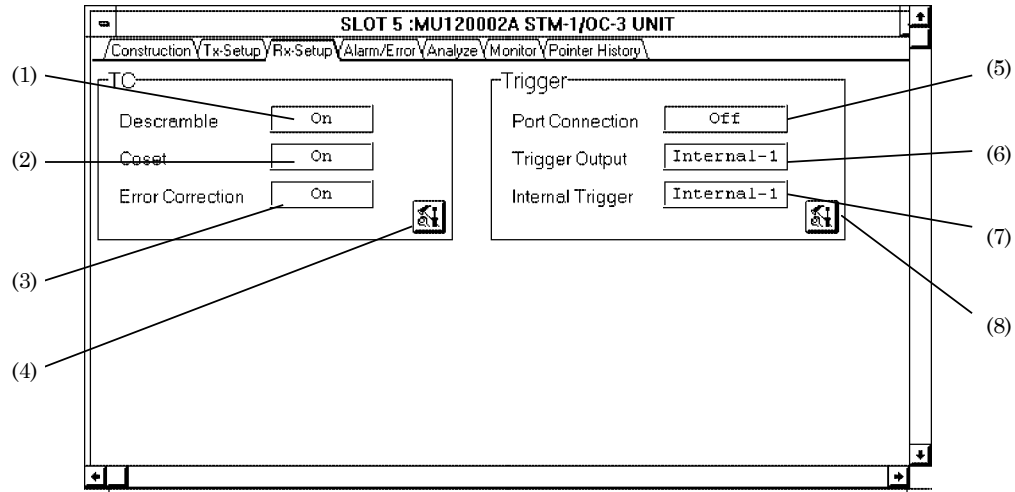 SLOT 5 :MU120002A STM-1/OC-3 UNIT
Construction Tx-Setup Rx-Setup Alarm/Error Analyze Monitor Pointer History
TC
Trigger
(1)
Descramble On
(2)
Coset On
Error Correction On
(3)
(4)
Port Connection Off
(5)
Trigger Output Internal-1
(6)
Internal Trigger Internal-1
(7)
(8)